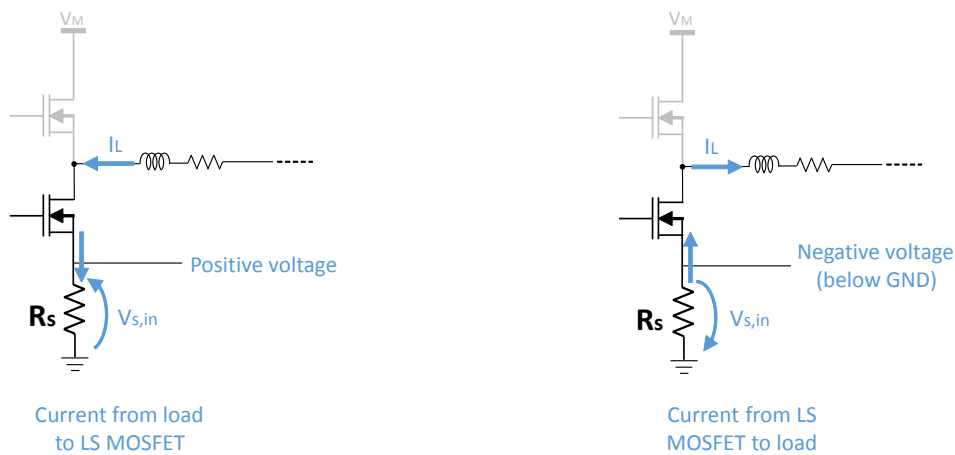 VM
VM
IL
IL
Positive voltage
Negative voltage
(below GND)
Rs
Vs,in
Rs
Vs,in
Current from load
to LS MOSFET
Current from LS
MOSFET to load